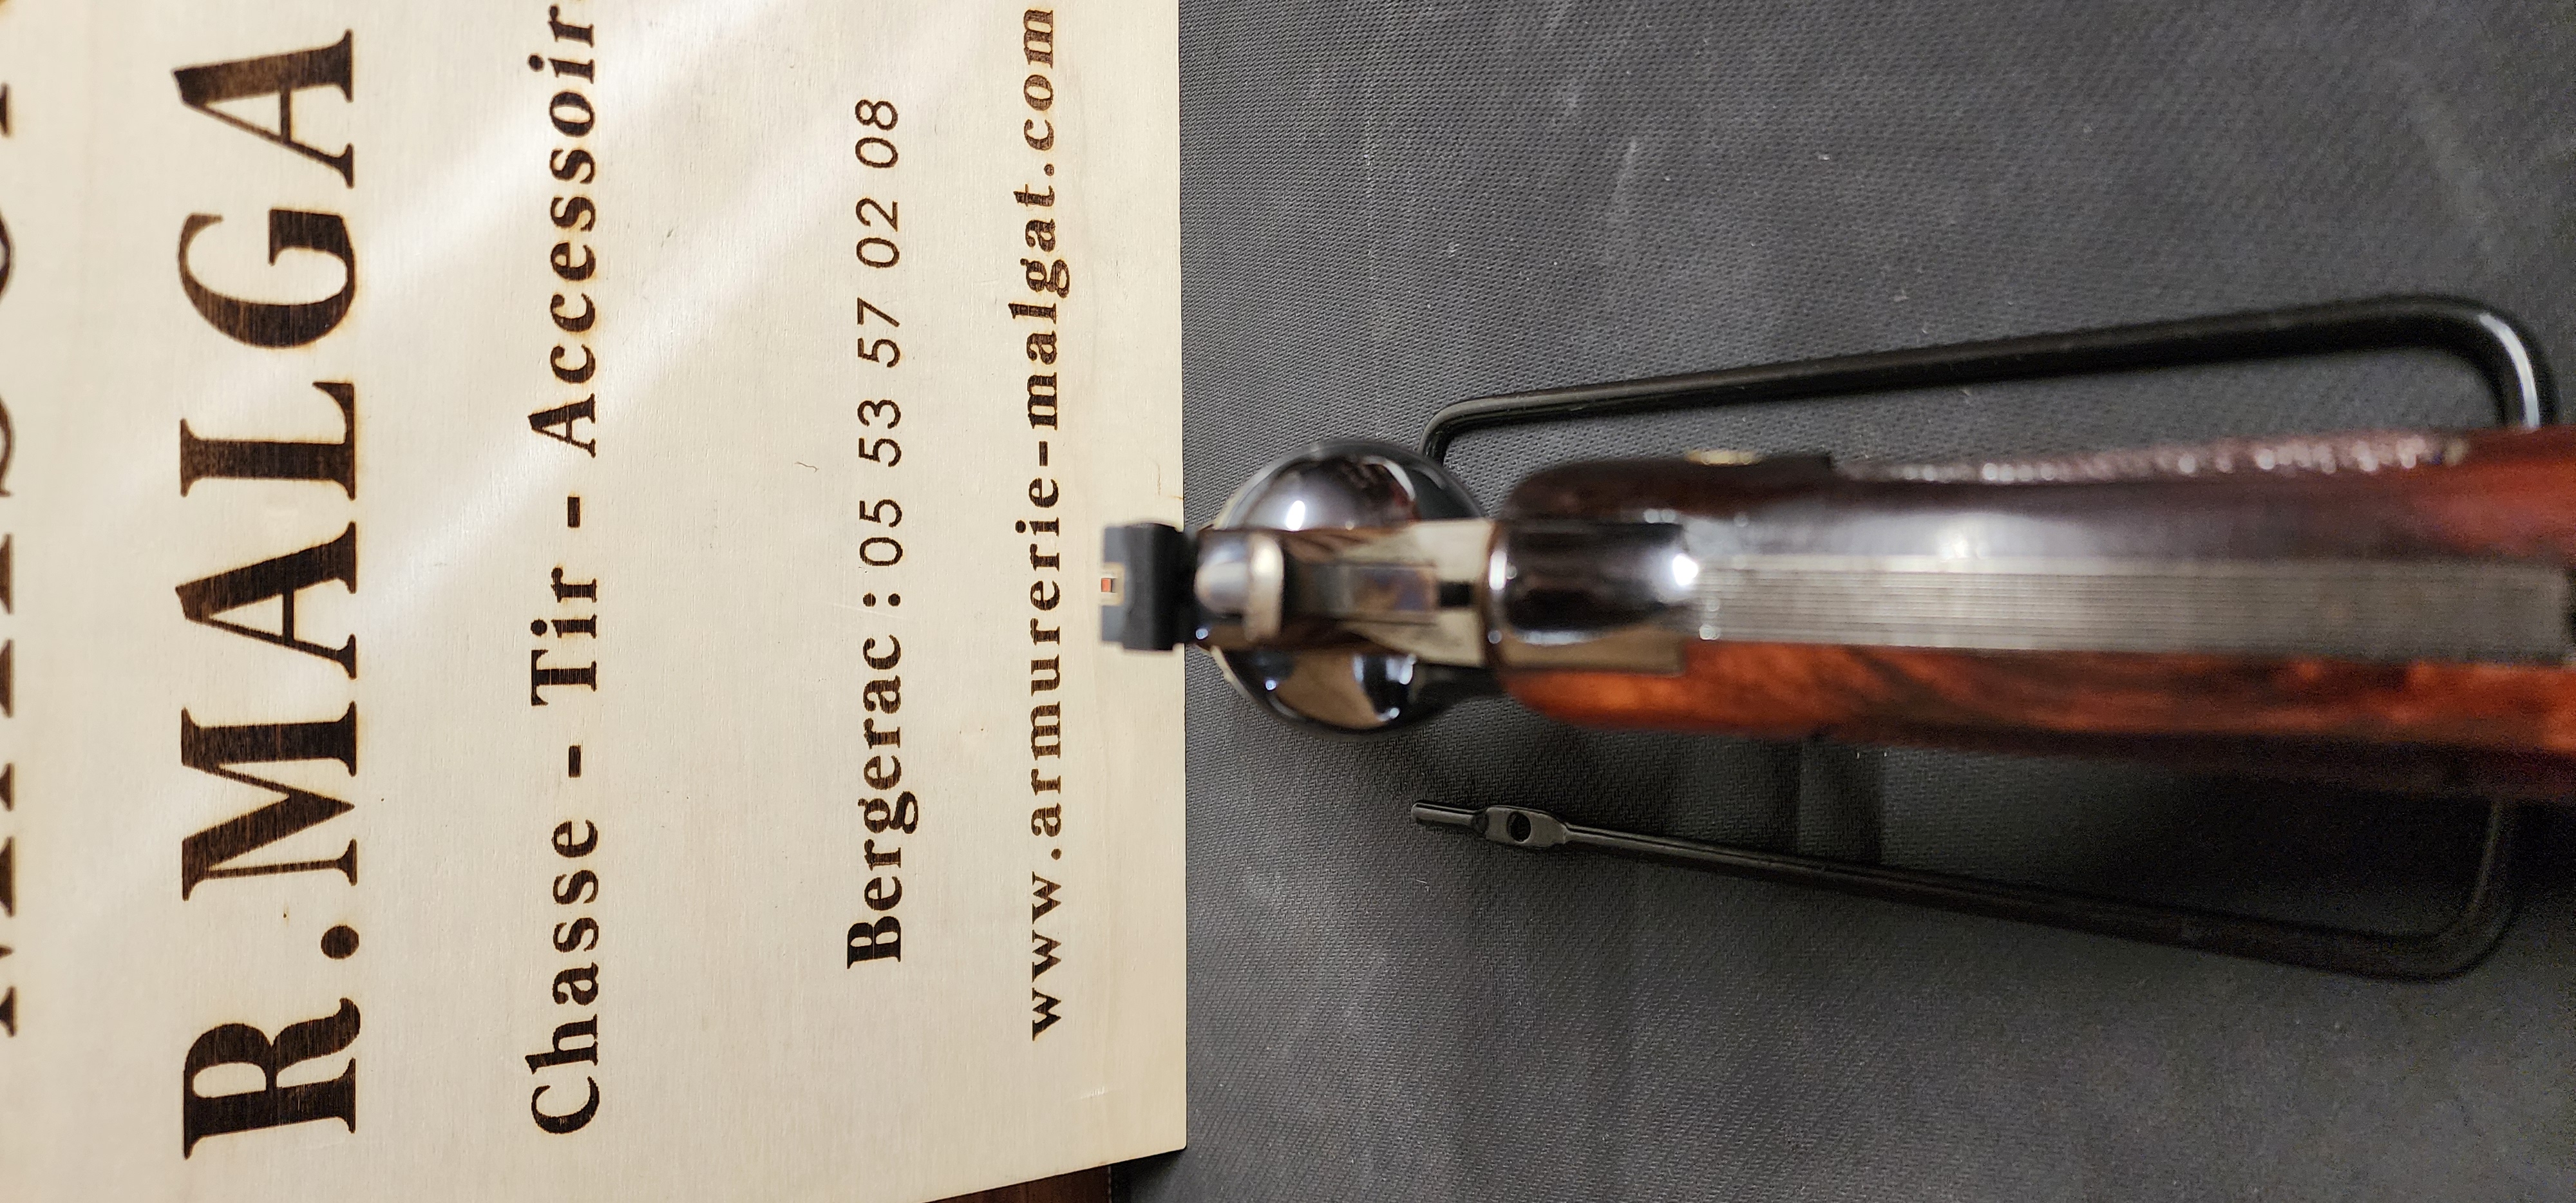 R.MALGA
Chasse - Tir - Accessoir
Bergerac : 05 53 57 02 08
www.armurerie-malgat.com